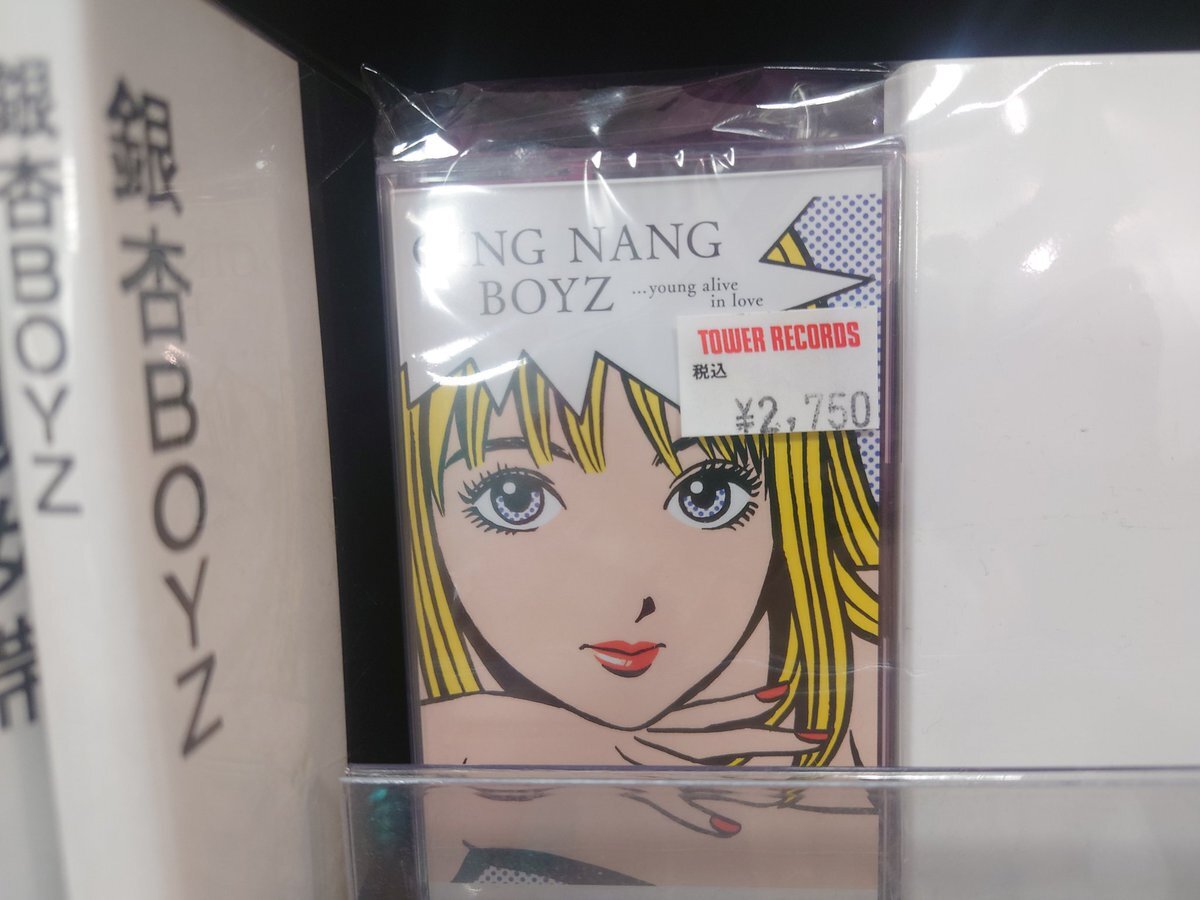 銀杏BOYZ
銀杏BOYZ
GING NANG
BOYZ ...young alive
in love
TOWER RECORDS
税込
¥2,750